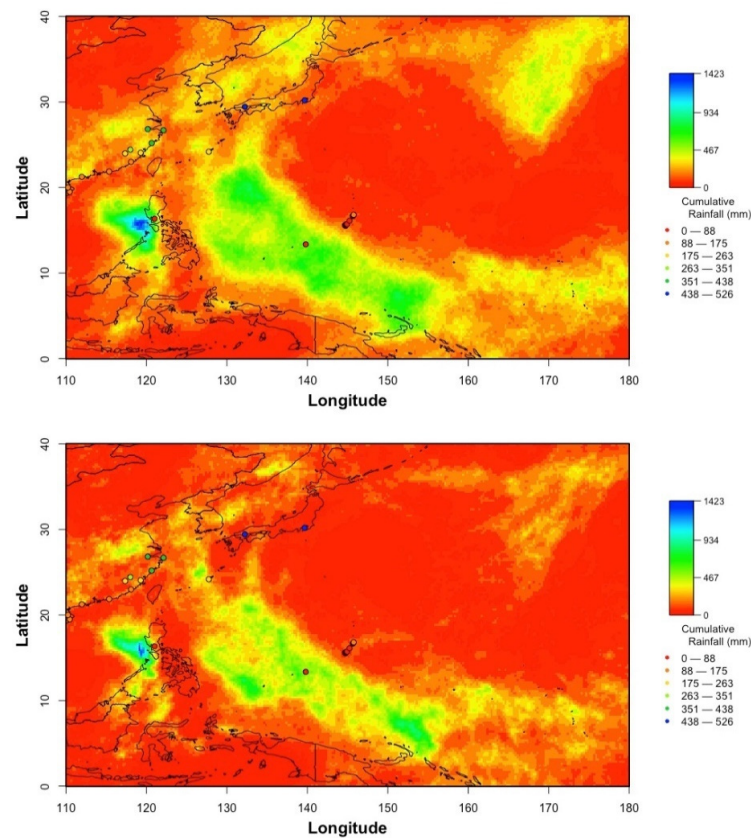 40
30
20
10
0
Latitude
110 120 130 140 150 160 170 180
Longitude
1423
934
467
0
Cumulative
Rainfall (mm)
0 — 88
88 — 175
175 — 263
263 — 351
351 — 438
438 — 526
40
30
20
10
0
Latitude
110 120 130 140 150 160 170 180
Longitude
1423
934
467
0
Cumulative
Rainfall (mm)
0 — 88
88 — 175
175 — 263
263 — 351
351 — 438
438 — 526